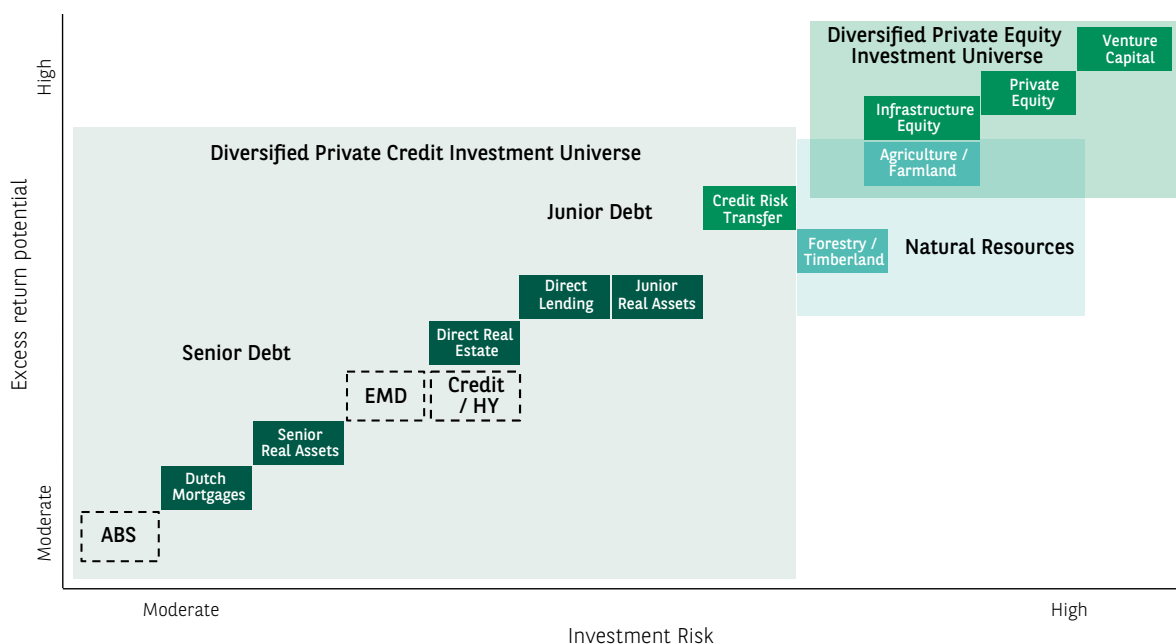 Diversified Private Equity
Investment Universe
Venture
Capital
Private
Equity
Infrastructure
Equity
Agriculture /
Farmland
Diversified Private Credit Investment Universe
Junior Debt
Credit Risk
Transfer
Forestry /
Timberland
Natural Resources
Direct
Lending
Junior
Real Assets
Senior Debt
Direct Real
Estate
EMD
Credit
/ HY
Senior
Real Assets
Dutch
Mortgages
ABS
High
Excess return potential
Moderate
Moderate
High
Investment Risk